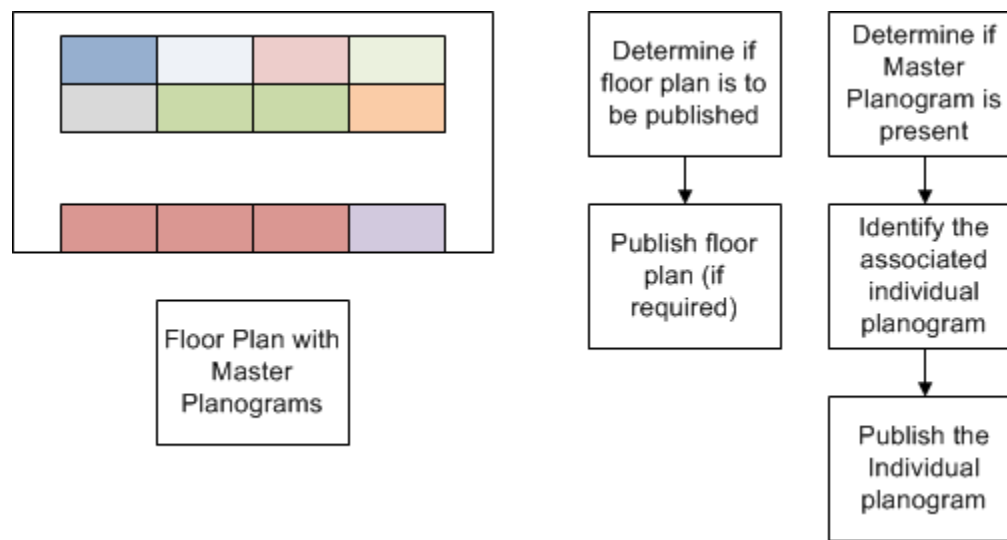 Floor Plan with
Master
Planograms
Determine if
floor plan is to
be published
Publish floor
plan (if
required)
Determine if
Master
Planogram is
present
Identify the
associated
individual
planogram
Publish the
Individual
planogram